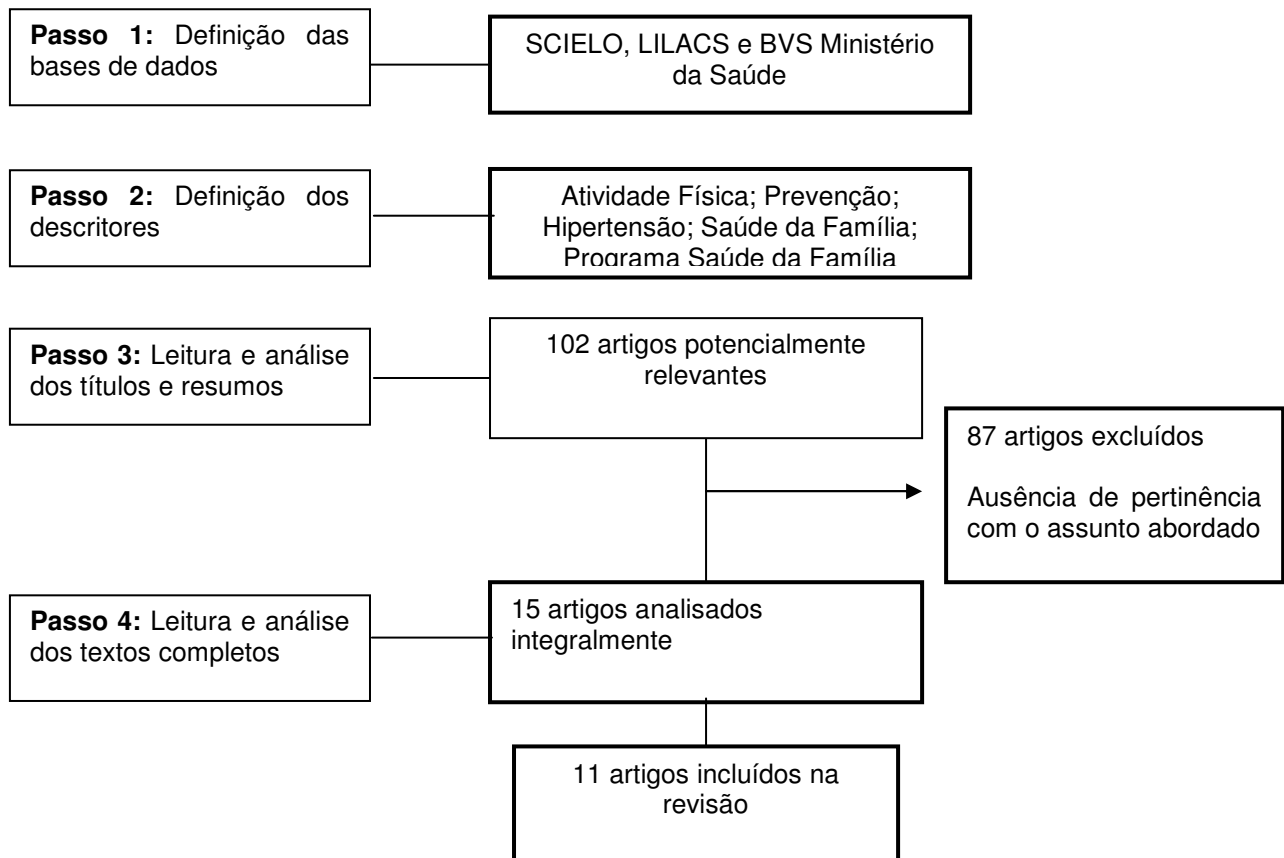 Passo 1: Definição das
bases de dados
SCIELO, LILACS e BVS Ministério
da Saúde
Passo 2: Definição dos
descritores
Atividade Física; Prevenção;
Hipertensão; Saúde da Família;
Programa Saúde da Família
Passo 3: Leitura e análise
dos títulos e resumos
102 artigos potencialmente
relevantes
87 artigos excluídos
Ausência de pertinência
com o assunto abordado
Passo 4: Leitura e análise
dos textos completos
15 artigos analisados
integralmente
11 artigos incluídos na
revisão